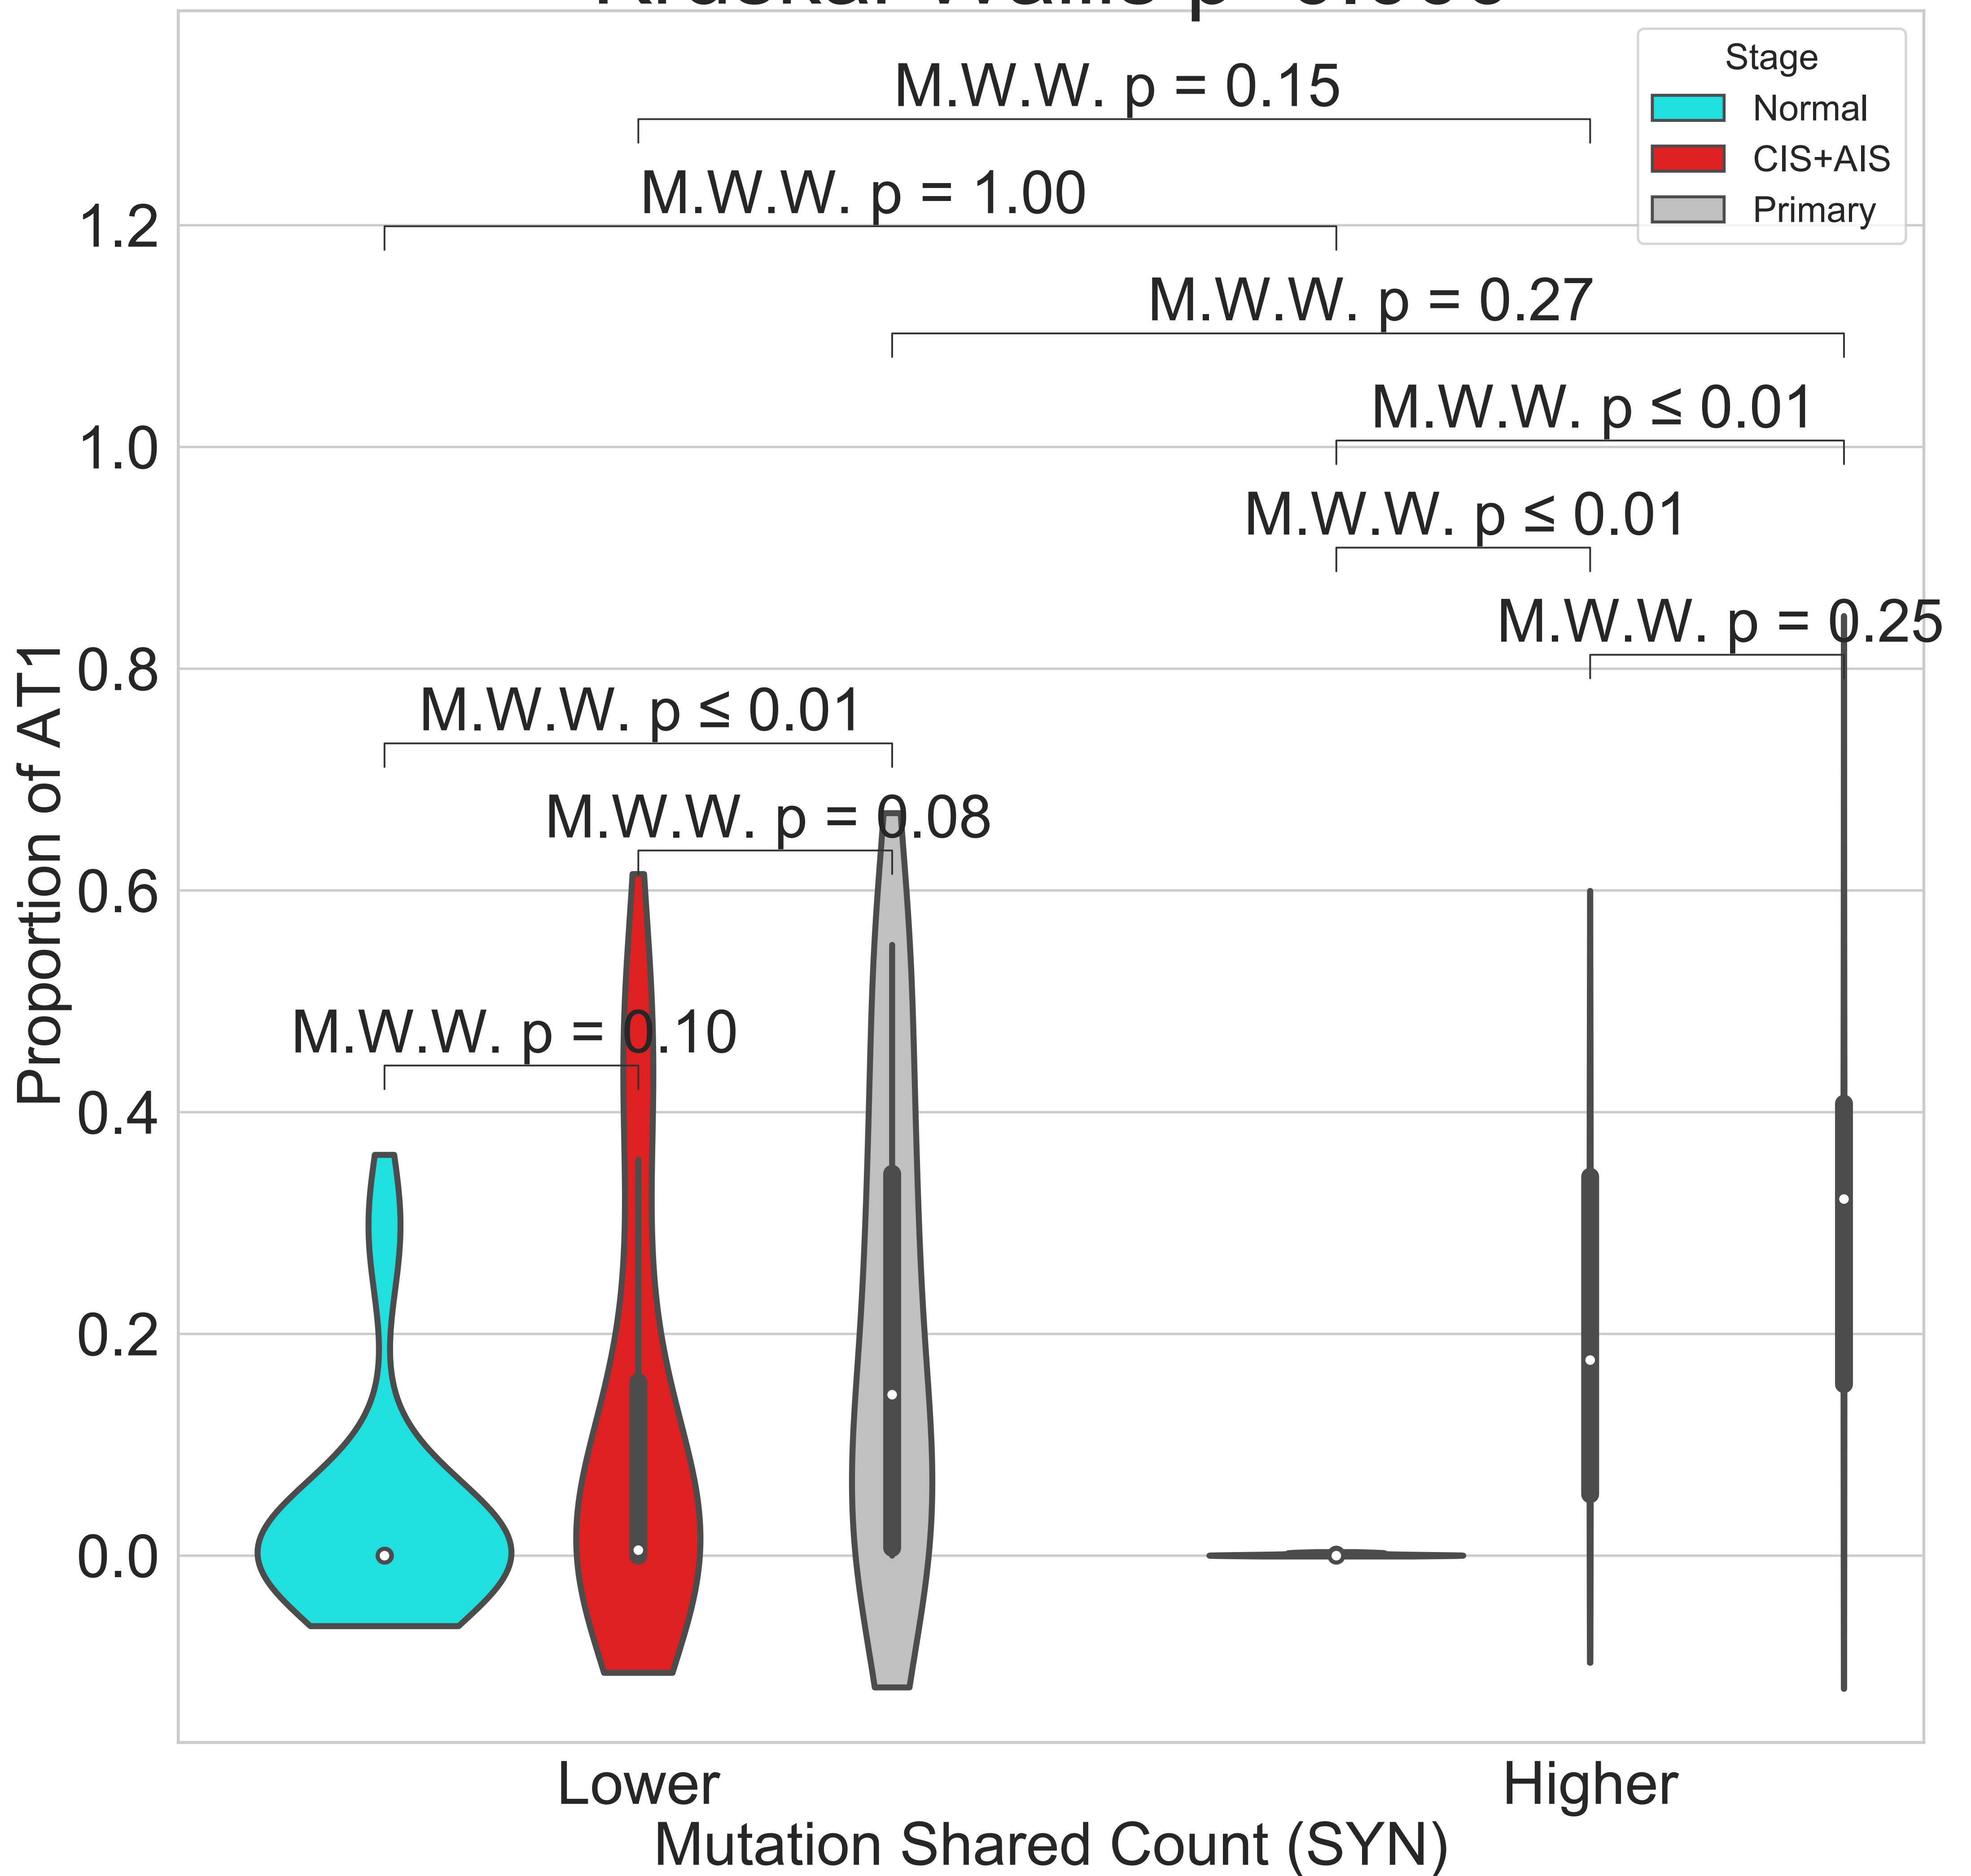 Stage
Normal
CIS+AIS
Primary
M.W.W. p = 0.15
M.W.W. p = 1.00
M.W.W. p = 0.27
M.W.W. p ≤ 0.01
M.W.W. p ≤ 0.01
M.W.W. p = 0.25
M.W.W. p ≤ 0.01
M.W.W. p = 0.08
M.W.W. p = 0.10
1.2
1.0
0.8
0.6
0.4
0.2
0.0
Proportion of AT1
Lower
Higher
Mutation Shared Count (SYN)